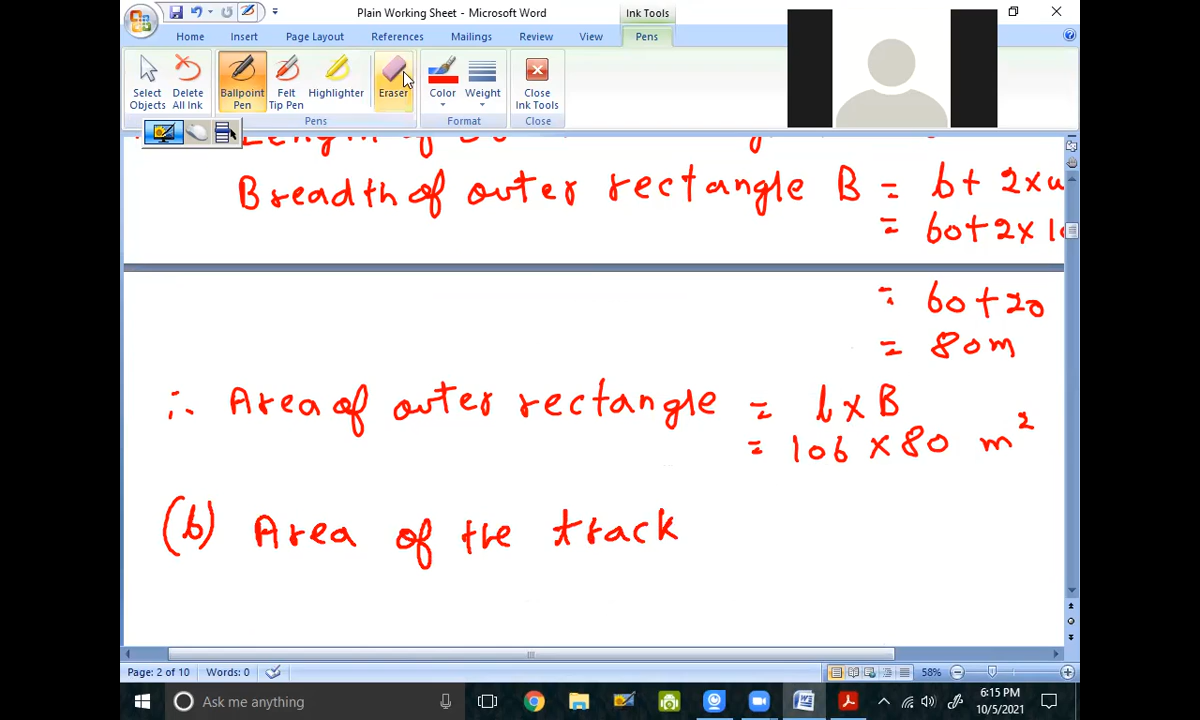 Plain Working Sheet - Microsoft Word
Ink Tools
Home Insert Page Layout References Mailings Review View Pens
Select Objects
Delete All Ink
Ballpoint Pen
Felt Tip Pen
Highlighter
Eraser
Color
Weight
Close Ink Tools
Pens
Format
Close
Breadth of outer rectangle B = b + 2×w
= 60 + 2×10
= 60 + 20
= 80m
∴ Area of outer rectangle = l × B
= 106 × 80 m²
(b) Area of the track
Page: 2 of 10 Words: 0 58%
Ask me anything
6:15 PM
10/5/2021